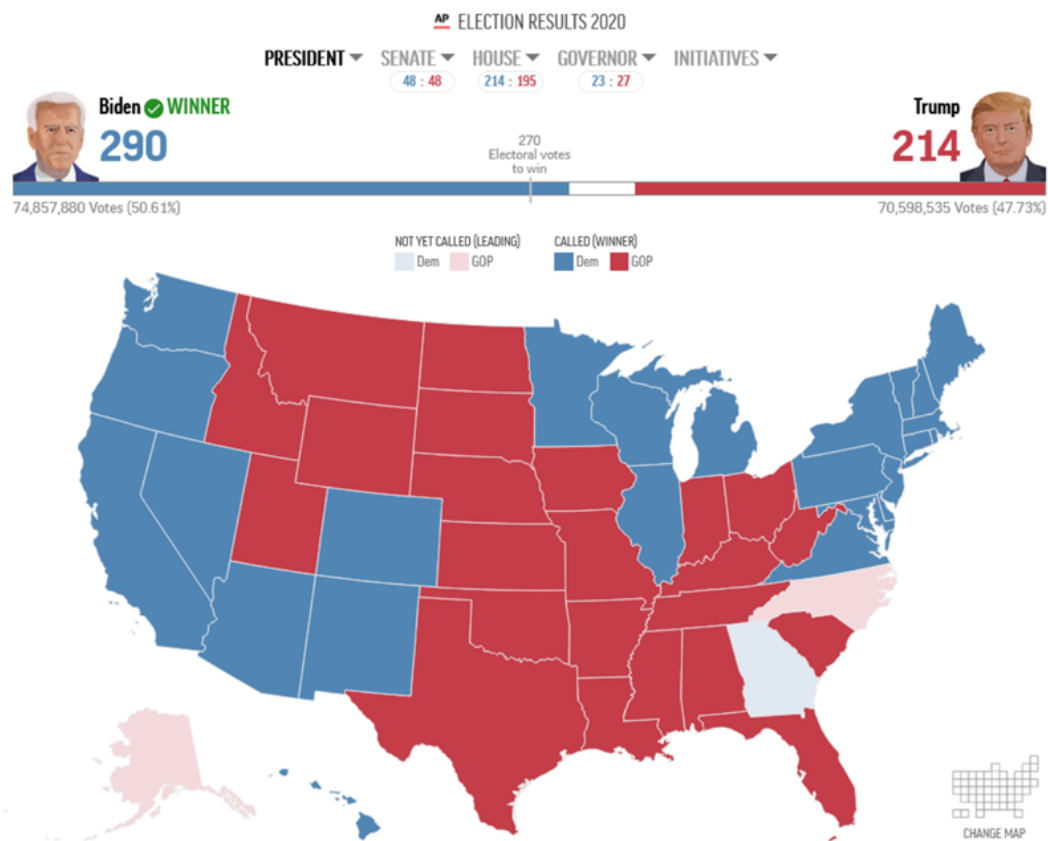 AP ELECTION RESULTS 2020
PRESIDENT SENATE HOUSE GOVERNOR INITIATIVES
48 : 48 214 : 195 23 : 27
Biden WINNER
290
Trump
214
270
Electoral votes
to win
74,857,880 Votes (50.61%)
70,598,535 Votes (47.73%)
NOT YET CALLED (LEADING)
Dem GOP
CALLED (WINNER)
Dem GOP
CHANGE MAP